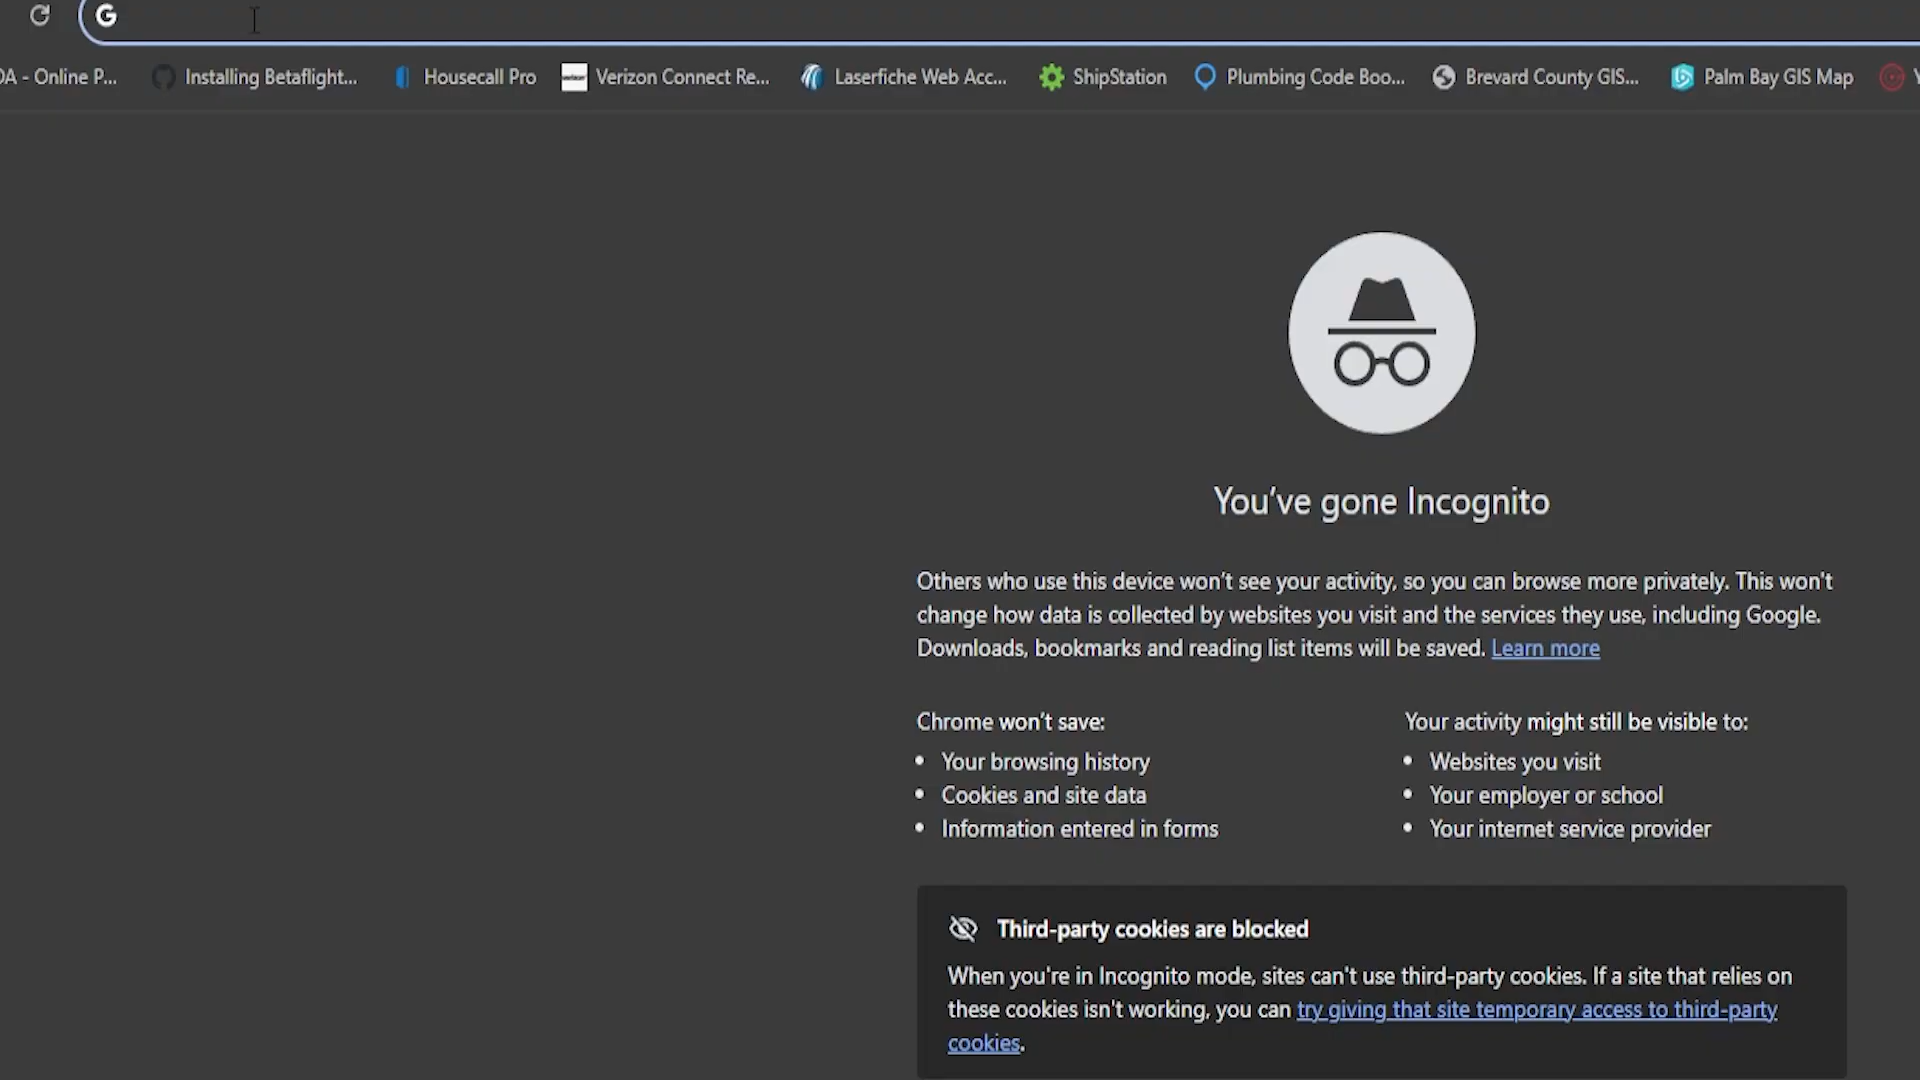 G
DA - Online P...
Installing Betaflight...
Housecall Pro
Verizon Connect Re...
Laserfiche Web Acc...
ShipStation
Plumbing Code Boo...
Brevard County GIS...
Palm Bay GIS Map
You've gone Incognito
Others who use this device won't see your activity, so you can browse more privately. This won't
change how data is collected by websites you visit and the services they use, including Google.
Downloads, bookmarks and reading list items will be saved. Learn more
Chrome won't save:
• Your browsing history
• Cookies and site data
• Information entered in forms
Your activity might still be visible to:
• Websites you visit
• Your employer or school
• Your internet service provider
Third-party cookies are blocked
When you're in Incognito mode, sites can't use third-party cookies. If a site that relies on
these cookies isn't working, you can try giving that site temporary access to third-party
cookies.